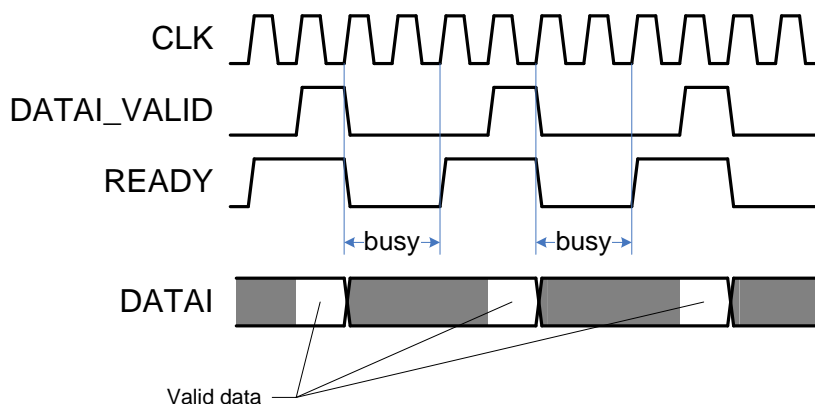 CLK
DATAI_VALID
READY
busy busy
DATAI
Valid data